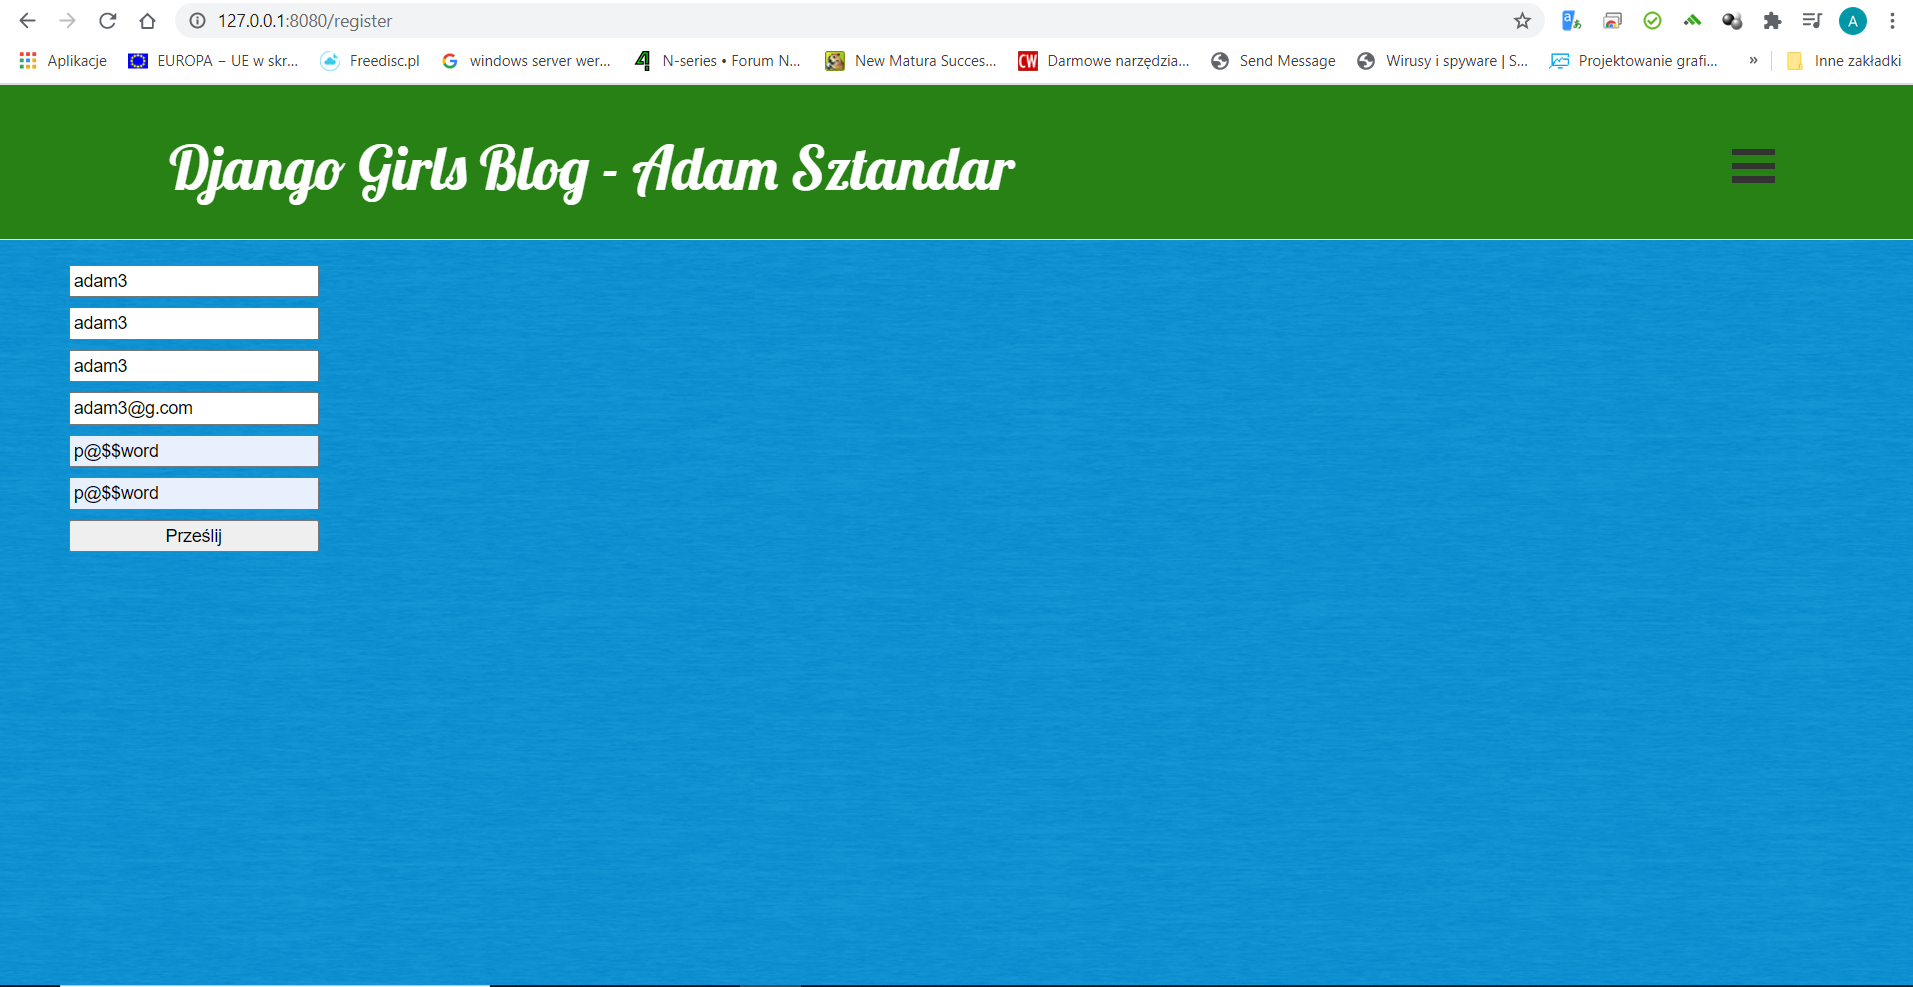 127.0.0.1:8080/register
A
Aplikacje
EUROPA – UE w skr...
Freedisc.pl
windows server wer...
N-series • Forum N...
New Matura Succes...
CW Darmowe narzędzia...
Send Message
Wirusy i spyware | S...
Projektowanie grafi...
»
Inne zakładki
Django Girls Blog - Adam Sztandar
adam3
adam3
adam3
adam3@g.com
p@$$word
p@$$word
Prześlij